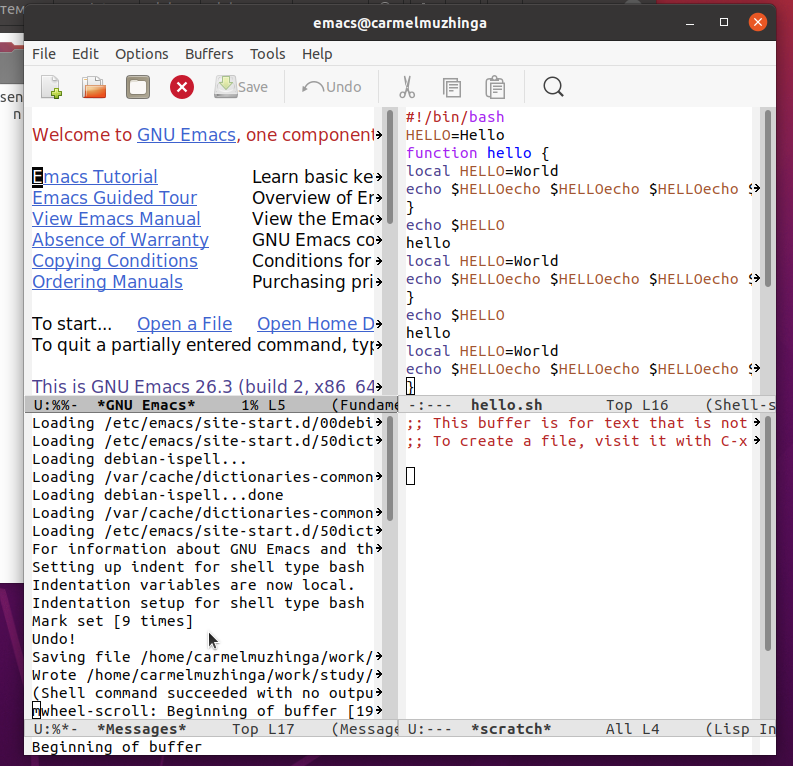 тем
emacs@carmelmuzhinga
File Edit Options Buffers Tools Help
Save Undo
sen
n
Welcome to GNU Emacs, one component
Emacs Tutorial Learn basic ke
Emacs Guided Tour Overview of Em
View Emacs Manual View the Emac
Absence of Warranty GNU Emacs co
Copying Conditions Conditions for
Ordering Manuals Purchasing pri
To start... Open a File Open Home D
To quit a partially entered command, typ
This is GNU Emacs 26.3 (build 2, x86_64
U:%%- *GNU Emacs* 1% L5 (Fundame
#!/bin/bash
HELLO=Hello
function hello {
local HELLO=World
echo $HELLOecho $HELLOecho $HELLOecho $
}
echo $HELLO
hello
local HELLO=World
echo $HELLOecho $HELLOecho $HELLOecho $
}
echo $HELLO
hello
local HELLO=World
echo $HELLOecho $HELLOecho $HELLOecho $
}
-:--- hello.sh Top L16 (Shell-s
Loading /etc/emacs/site-start.d/00debi
Loading /etc/emacs/site-start.d/50dict
Loading debian-ispell...
Loading /var/cache/dictionaries-common
Loading debian-ispell...done
Loading /var/cache/dictionaries-common
Loading /etc/emacs/site-start.d/50dict
For information about GNU Emacs and th
Setting up indent for shell type bash
Indentation variables are now local.
Indentation setup for shell type bash
Mark set [9 times]
Undo!
Saving file /home/carmelmuzhinga/work/
Wrote /home/carmelmuzhinga/work/study/
(Shell command succeeded with no outpu
mwheel-scroll: Beginning of buffer [19
U:%*- *Messages* Top L17 (Message
;; This buffer is for text that is not
;; To create a file, visit it with C-x
U:--- *scratch* All L4 (Lisp In
Beginning of buffer